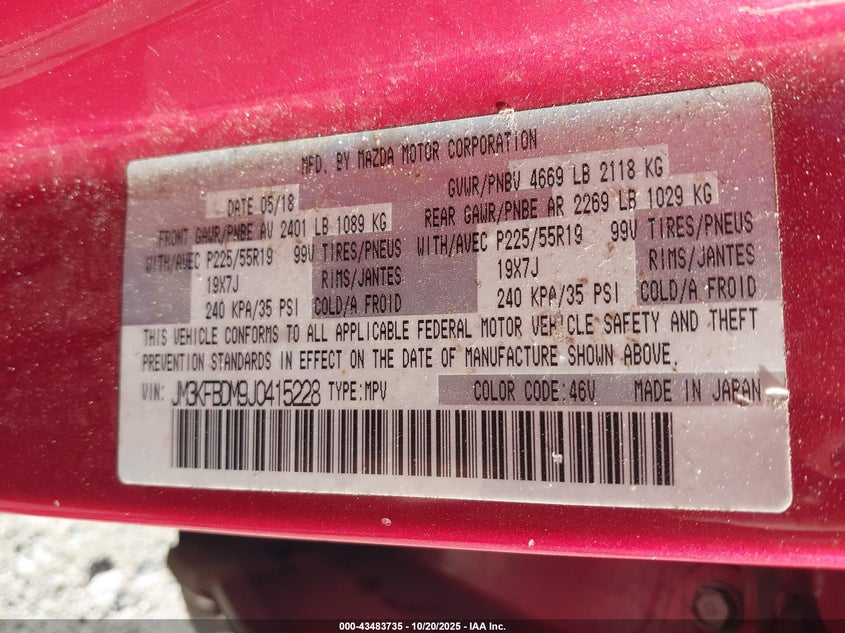 MFD. BY MAZDA MOTOR CORPORATION
DATE 05/18 GVWR/PNBV 4669 LB 2118 KG
FRONT GAWR/PNBE AV 2401 LB 1089 KG REAR GAWR/PNBE AR 2269 LB 1029 KG
WITH/AVEC P225/55R19 99V TIRES/PNEUS WITH/AVEC P225/55R19 99V TIRES/PNEUS
19X7J RIMS/JANTES 19X7J RIMS/JANTES
240 KPA/35 PSI COLD/A FROID 240 KPA/35 PSI COLD/A FROID
THIS VEHICLE CONFORMS TO ALL APPLICABLE FEDERAL MOTOR VEHICLE SAFETY AND THEFT
PREVENTION STANDARDS IN EFFECT ON THE DATE OF MANUFACTURE SHOWN ABOVE.
VIN: JM3KFBDM9J0415228 TYPE:MPV COLOR CODE:46V MADE IN JAPAN
000-43483735 - 10/20/2025 - IAA Inc.